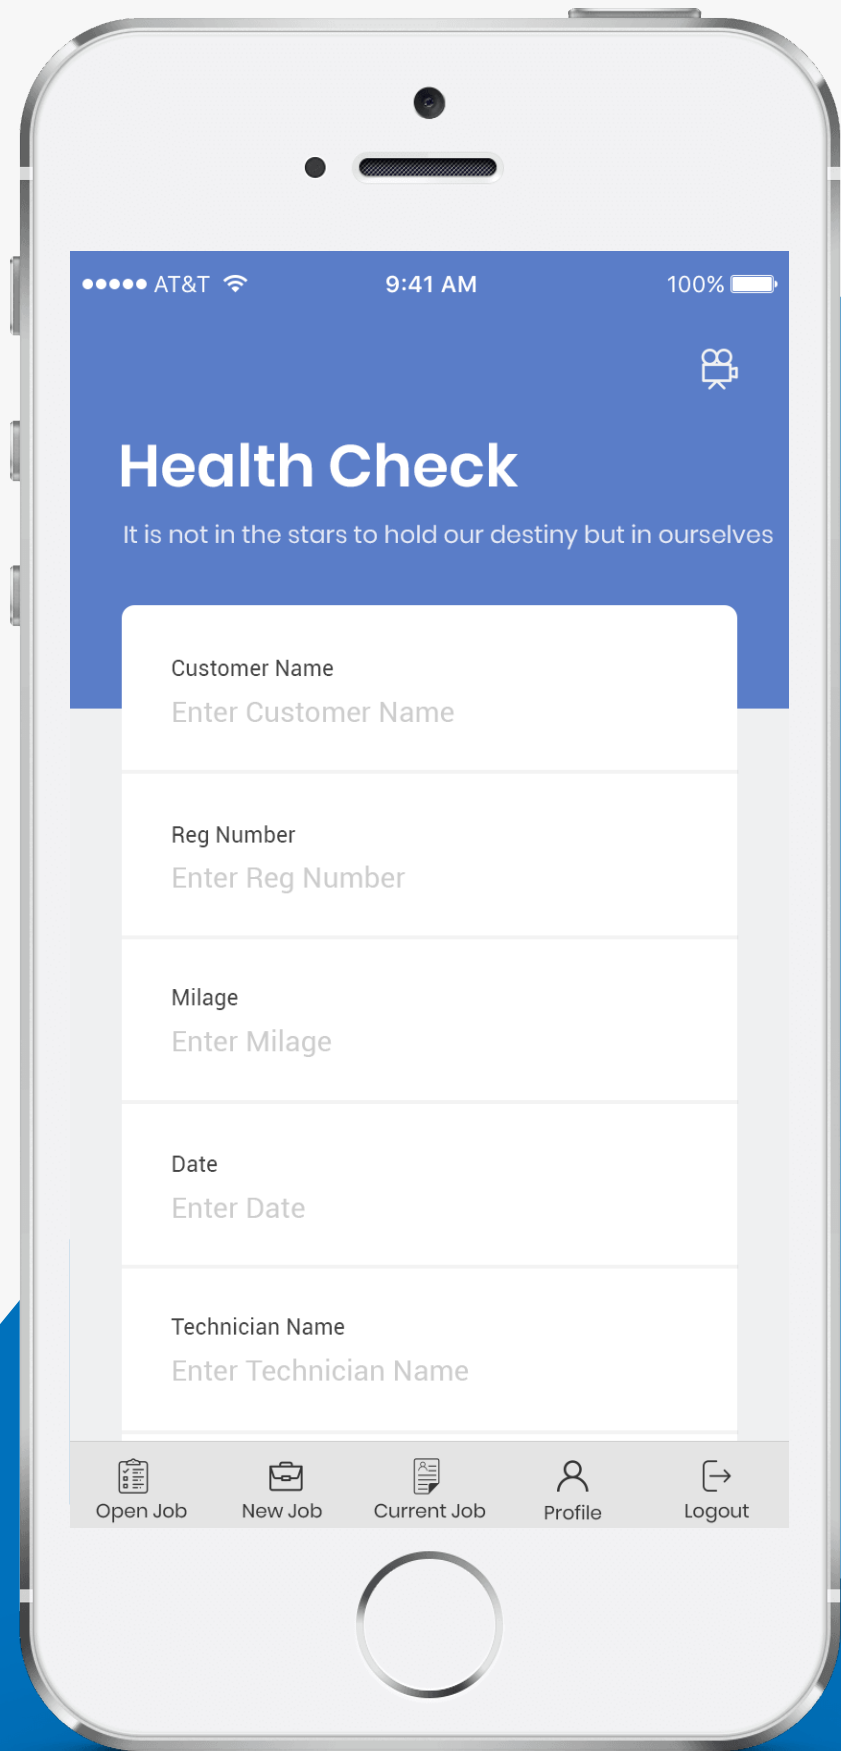 AT&T 9:41 AM 100%
Health Check
It is not in the stars to hold our destiny but in ourselves
Customer Name
Enter Customer Name
Reg Number
Enter Reg Number
Milage
Enter Milage
Date
Enter Date
Technician Name
Enter Technician Name
Open Job New Job Current Job Profile Logout